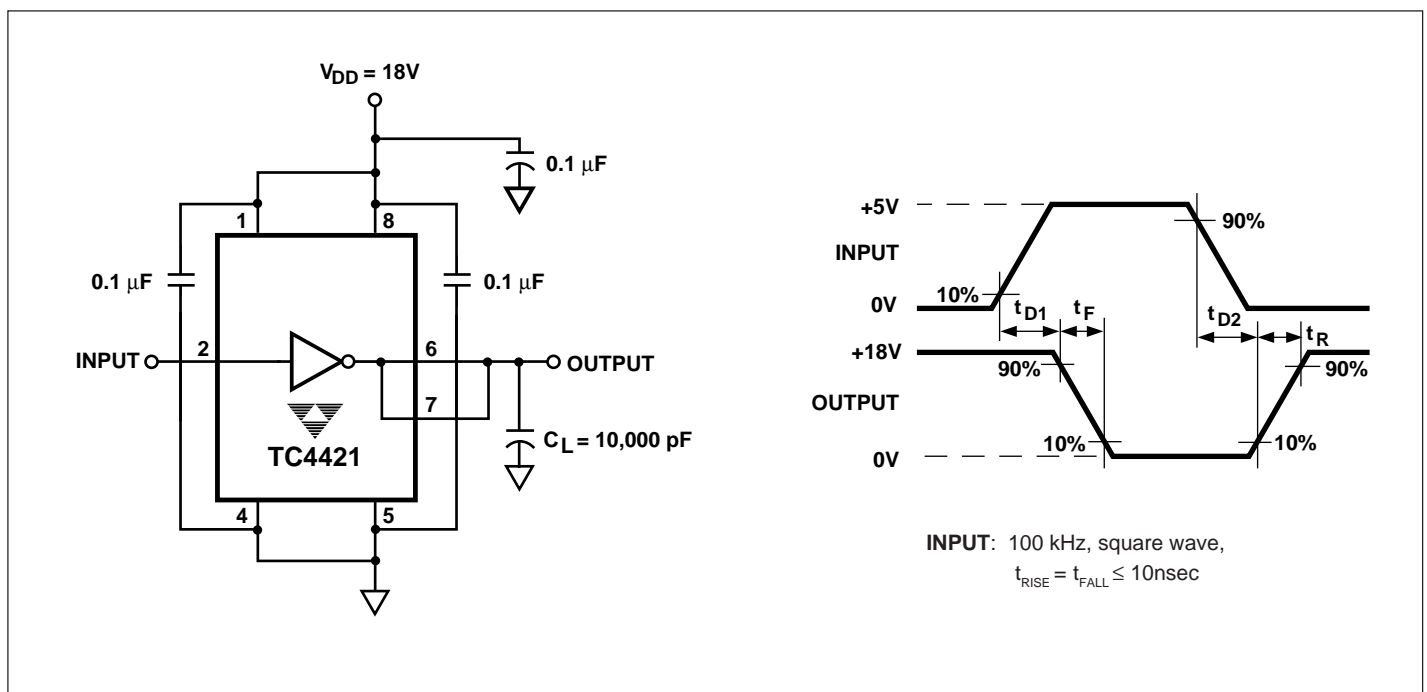 V_DD = 18V
0.1 µF
1
8
0.1 µF
0.1 µF
INPUT
2
6
OUTPUT
7
C_L = 10,000 pF
TC4421
4
5
+5V
90%
INPUT
10%
0V
t_D1
t_F
t_D2
t_R
+18V
90%
90%
OUTPUT
10%
10%
0V
INPUT: 100 kHz, square wave,
t_RISE = t_FALL ≤ 10nsec